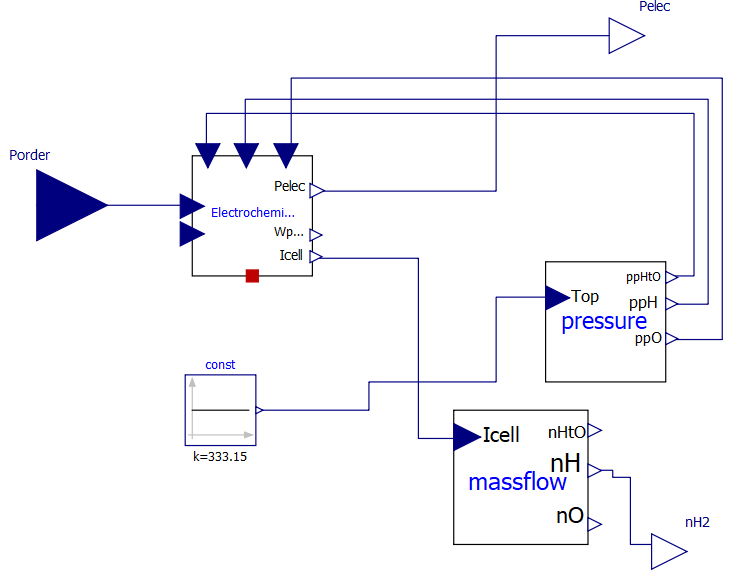 Pelec
Porder
Pelec
Electrochemi...
Wp...
Icell
ppHtO
Top
ppH
pressure
ppO
const
k=333.15
Icell
nHtO
nH
massflow
nO
nH2